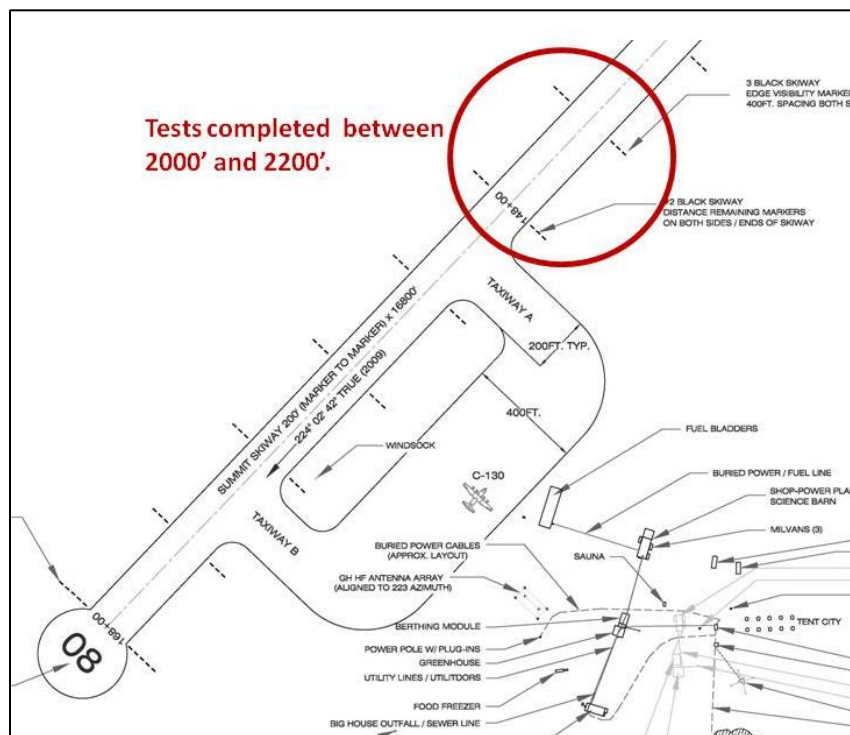 Tests completed between
2000' and 2200'.
3 BLACK SKIWAY
EDGE VISIBILITY MARKE
400FT. SPACING BOTH S
148+00
#2 BLACK SKIWAY
DISTANCE REMAINING MARKERS
ON BOTH SIDES / ENDS OF SKIWAY
TAXIWAY A
200FT. TYP.
SUMMIT SKIWAY 200' (MARKER TO MARKER) X 16800'
224° 02' 42" TRUE (2009)
400FT.
WINDSOCK
C-130
TAXIWAY B
FUEL BLADDERS
BURIED POWER / FUEL LINE
SHOP-POWER PLA
SCIENCE BARN
MILVANS (3)
BURIED POWER CABLES
(APPROX. LAYOUT)
SAUNA
GH HF ANTENNA ARRAY
(ALIGNED TO 223 AZIMUTH)
168+00
08
BERTHING MODULE
TENT CITY
POWER POLE W/ PLUG-INS
GREENHOUSE
UTILITY LINES / UTILITDORS
FOOD FREEZER
BIG HOUSE OUTFALL / SEWER LINE